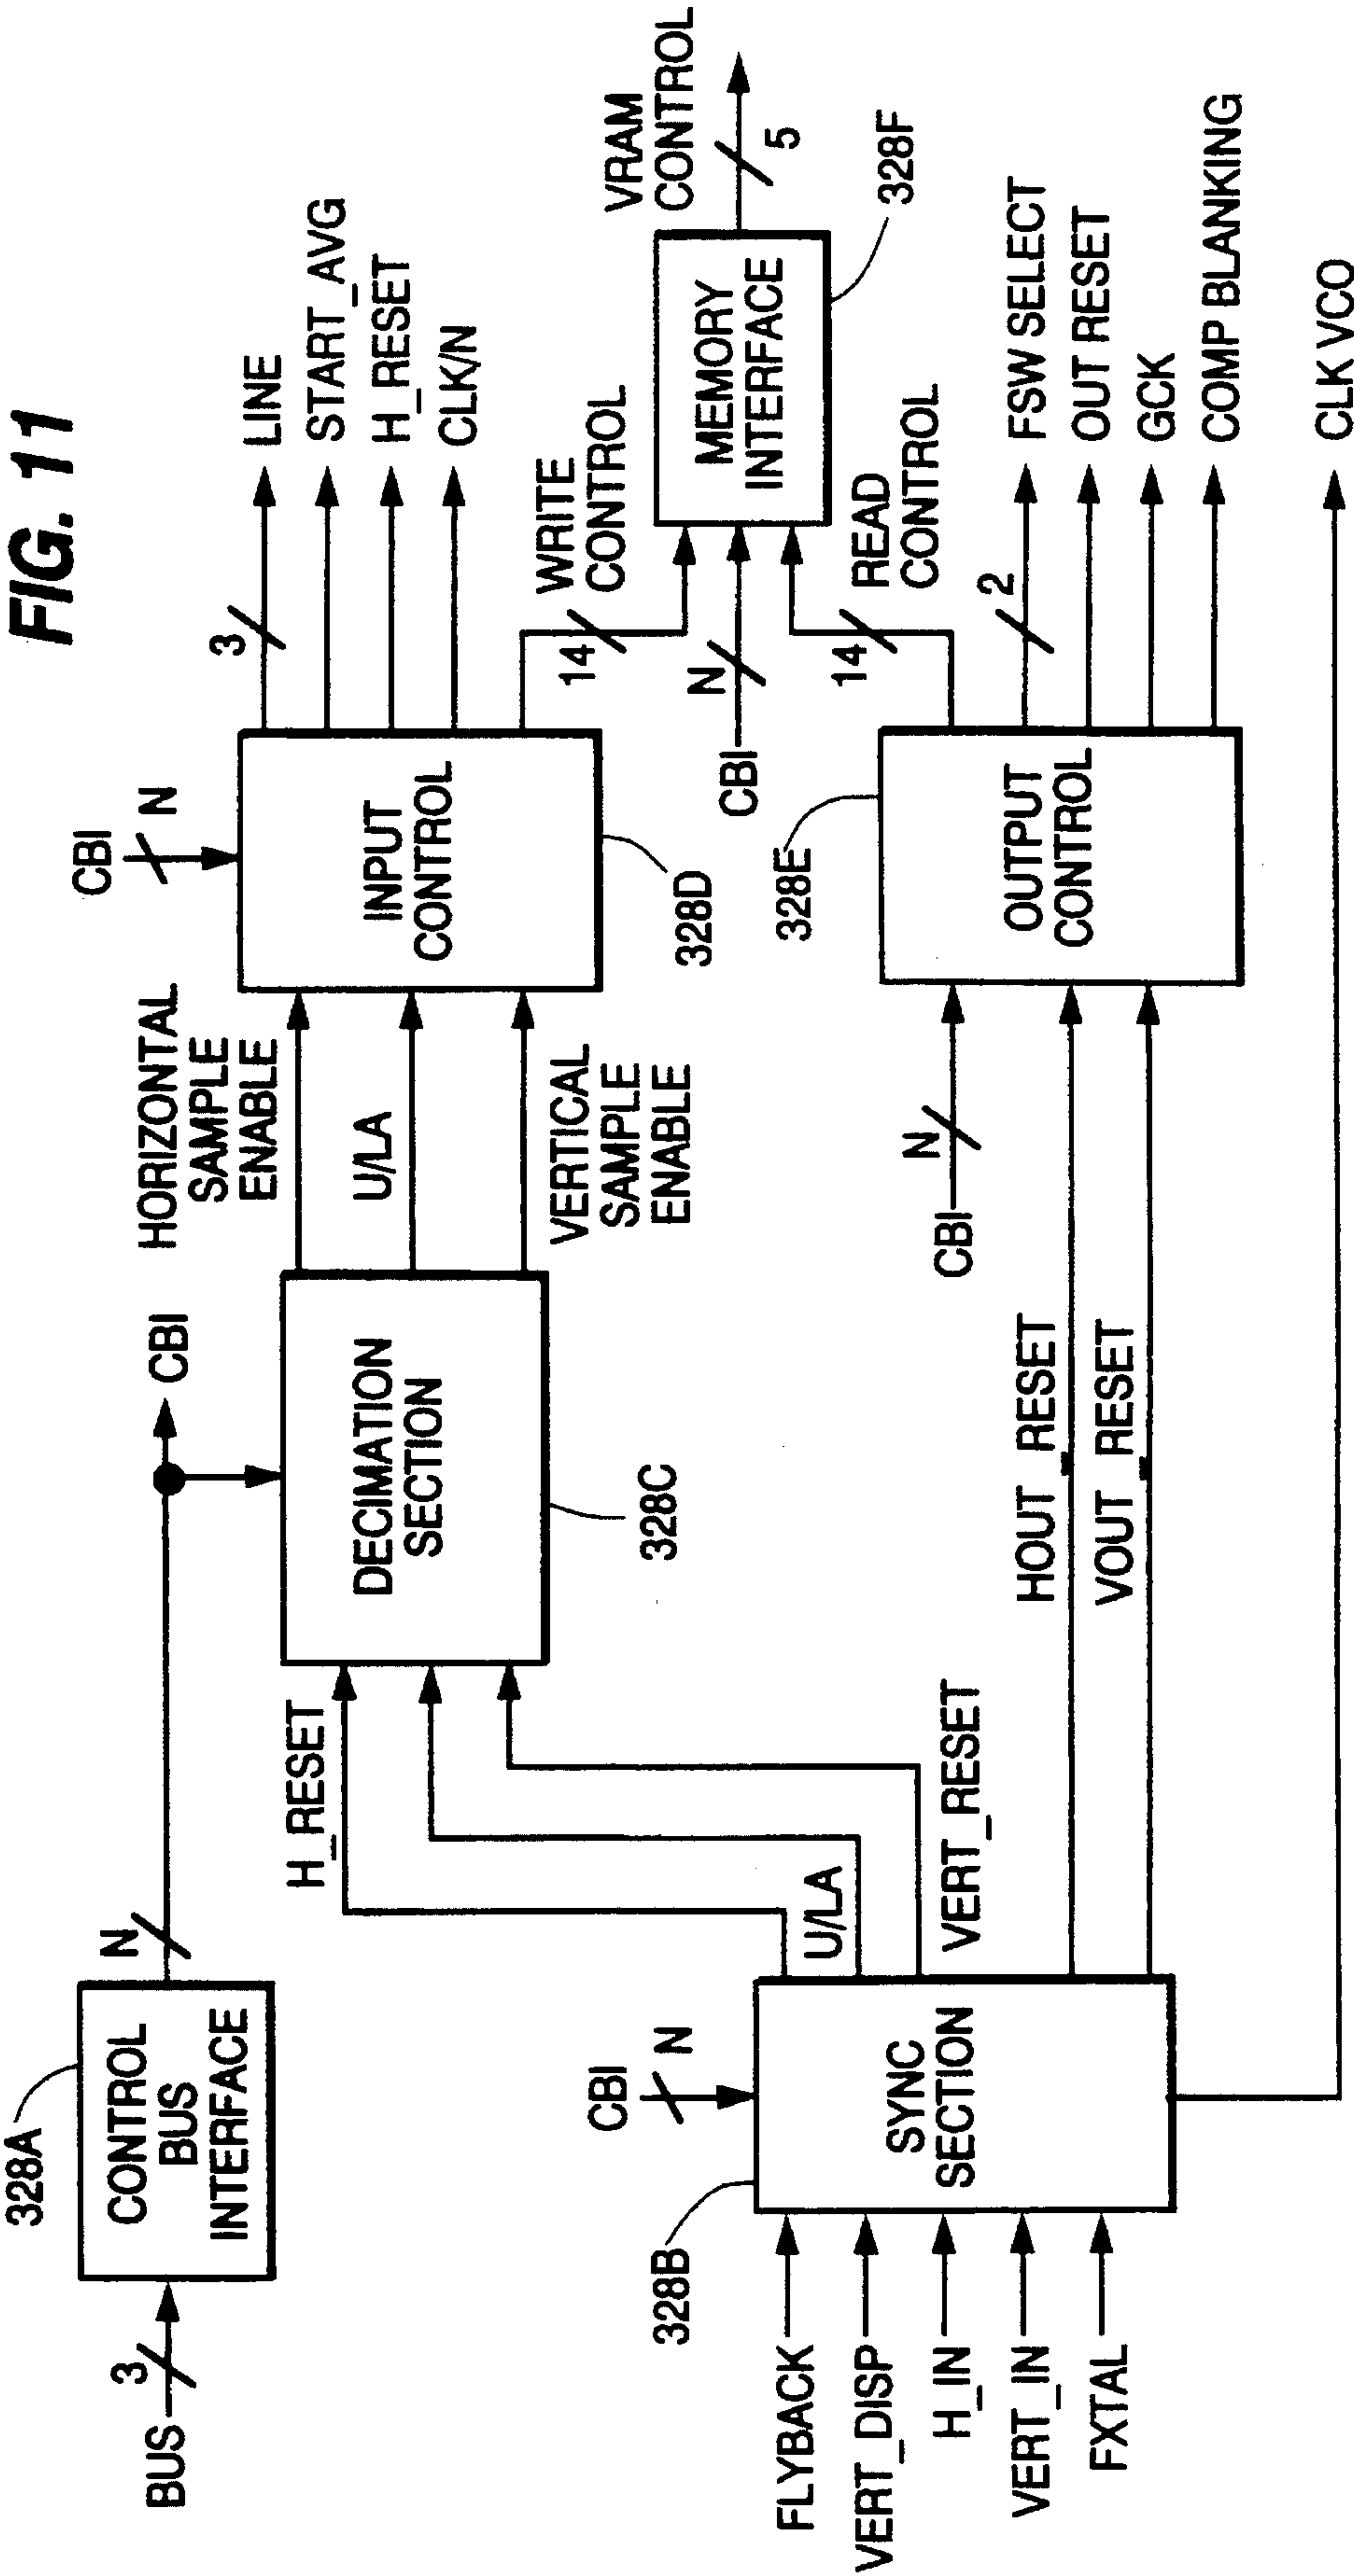 FIG. 11
328A
CONTROL
BUS
INTERFACE
BUS
3
N
CBI
H_RESET
DECIMATION
SECTION
328C
HORIZONTAL
SAMPLE
ENABLE
U/LA
VERTICAL
SAMPLE
ENABLE
CBI
N
INPUT
CONTROL
328D
3
LINE
START_AVG
H_RESET
CLK/N
14
WRITE
CONTROL
CBI
N
MEMORY
INTERFACE
328F
VRAM
CONTROL
5
14
READ
CONTROL
328B
CBI
N
SYNC
SECTION
FLYBACK
VERT_DISP
H_IN
VERT_IN
FXTAL
U/LA
VERT_RESET
HOUT_RESET
VOUT_RESET
CBI
N
328E
OUTPUT
CONTROL
2
FSW SELECT
OUT RESET
GCK
COMP BLANKING
CLK VCO